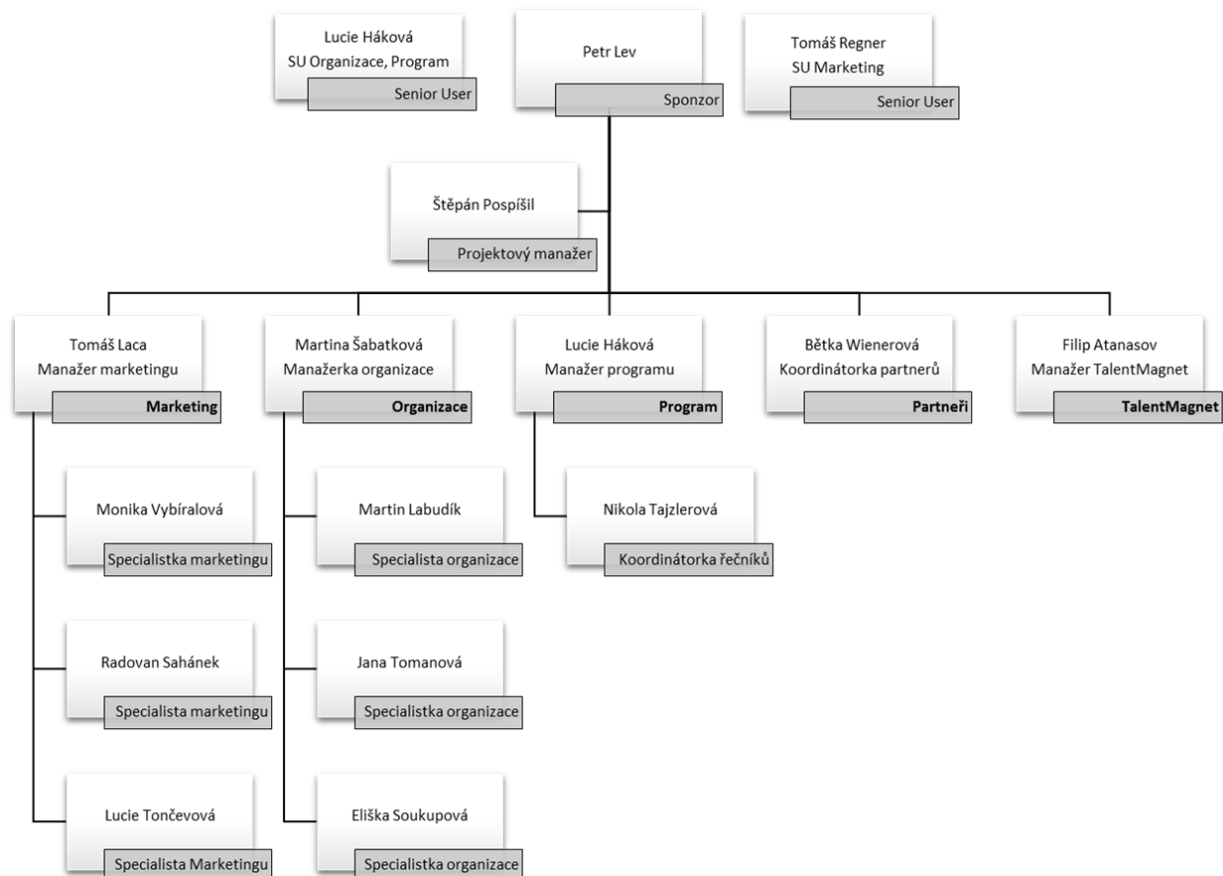 Lucie Háková
SU Organizace, Program
Senior User
Petr Lev
Sponzor
Tomáš Regner
SU Marketing
Senior User
Štěpán Pospíšil
Projektový manažer
Tomáš Laca
Manažer marketingu
Marketing
Martina Šabatková
Manažerka organizace
Organizace
Lucie Háková
Manažer programu
Program
Bětka Wienerová
Koordinátorka partnerů
Partneři
Filip Atanasov
Manažer TalentMagnet
TalentMagnet
Monika Vybíralová
Specialistka marketingu
Martin Labudík
Specialista organizace
Nikola Tajzlerová
Koordinátorka řečníků
Radovan Sahánek
Specialista marketingu
Jana Tomanová
Specialistka organizace
Lucie Tončevová
Specialista Marketingu
Eliška Soukupová
Specialistka organizace